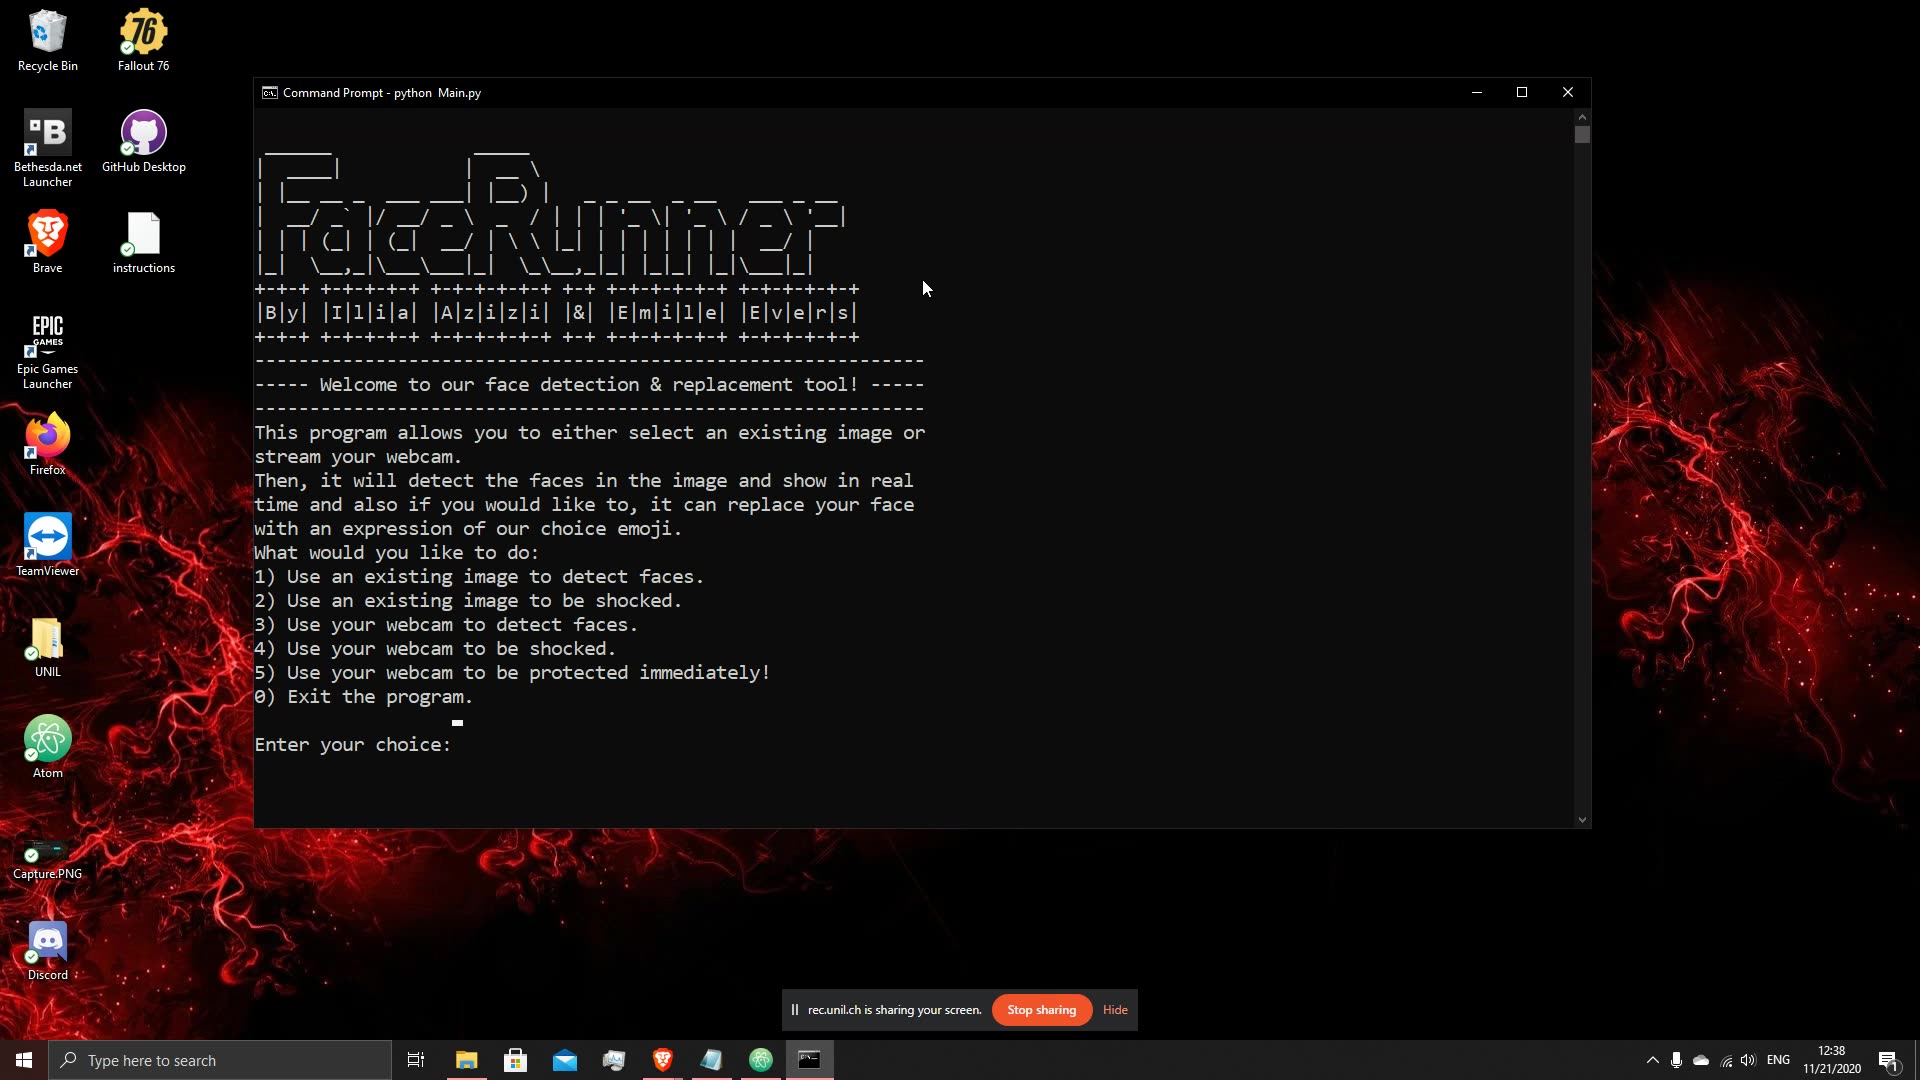 Recycle Bin
Fallout 76
Bethesda.net
Launcher
GitHub Desktop
Brave
instructions
EPIC
GAMES
Epic Games
Launcher
Firefox
TeamViewer
UNIL
Atom
Capture.PNG
Discord
Command Prompt - python  Main.py
FaceRunner
+-+-+ +-+-+-+-+ +-+-+-+-+-+ +-+ +-+-+-+-+-+ +-+-+-+-+-+
|B|y| |I|l|i|a| |A|z|i|z|i| |&| |E|m|i|l|e| |E|v|e|r|s|
+-+-+ +-+-+-+-+ +-+-+-+-+-+ +-+ +-+-+-+-+-+ +-+-+-+-+-+
-------------------------------------------------------------
----- Welcome to our face detection & replacement tool! -----
-------------------------------------------------------------
This program allows you to either select an existing image or
stream your webcam.
Then, it will detect the faces in the image and show in real
time and also if you would like to, it can replace your face
with an expression of our choice emoji.
What would you like to do:
1) Use an existing image to detect faces.
2) Use an existing image to be shocked.
3) Use your webcam to detect faces.
4) Use your webcam to be shocked.
5) Use your webcam to be protected immediately!
0) Exit the program.
Enter your choice:
rec.unil.ch is sharing your screen.
Stop sharing
Hide
Type here to search
ENG
12:38
11/21/2020
1